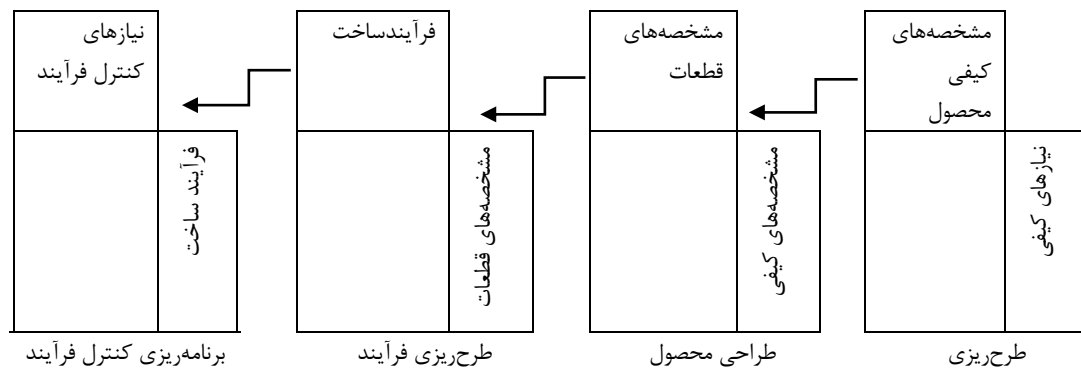 مشخصه‌های
کیفی
محصول
نیازهای کیفی
طرح‌ریزی
مشخصه‌های
قطعات
مشخصه‌های کیفی
طراحی محصول
فرآیندساخت
مشخصه‌های قطعات
طرح‌ریزی فرآیند
نیازهای
کنترل فرآیند
فرآیند ساخت
برنامه‌ریزی کنترل فرآیند